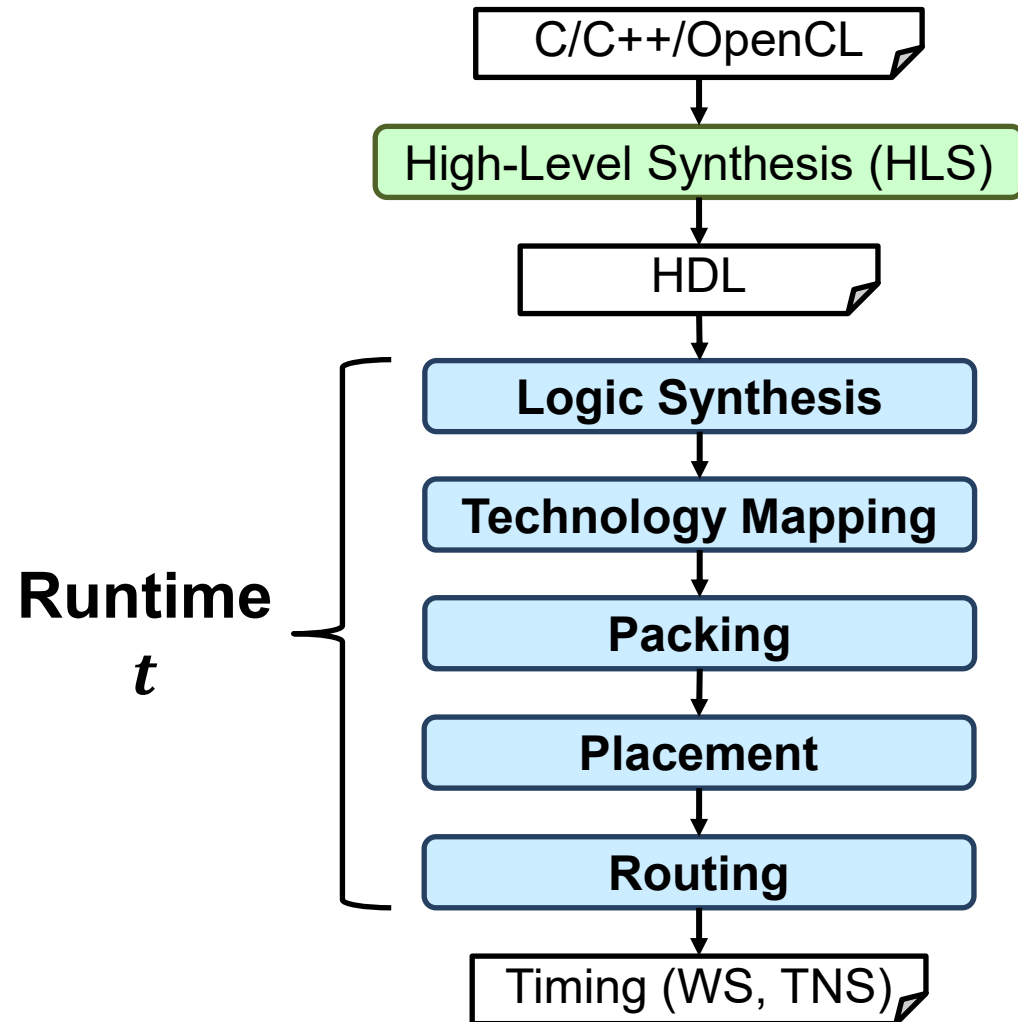 C/C++/OpenCL
High-Level Synthesis (HLS)
HDL
Logic Synthesis
Technology Mapping
Runtime
t
Packing
Placement
Routing
Timing (WS, TNS)